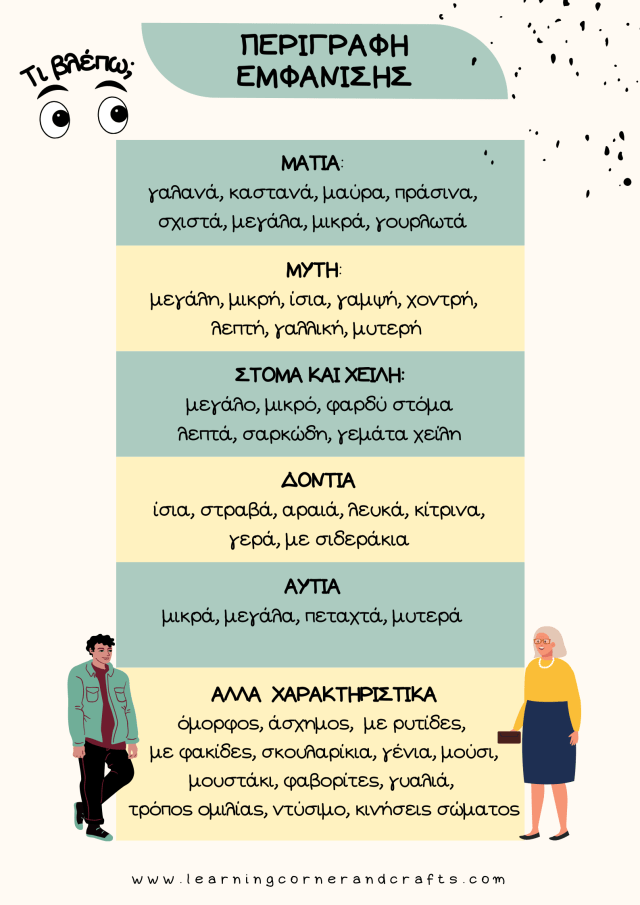 Τι βλέπω;
ΠΕΡΙΓΡΑΦΗ
ΕΜΦΑΝΙΣΗΣ
ΜΑΤΙΑ:
γαλανά, καστανά, μαύρα, πράσινα,
σχιστά, μεγάλα, μικρά, γουρλωτά
ΜΥΤΗ:
μεγάλη, μικρή, ίσια, γαμψή, χοντρή,
λεπτή, γαλλική, μυτερή
ΣΤΟΜΑ ΚΑΙ ΧΕΙΛΗ:
μεγάλο, μικρό, φαρδύ στόμα
λεπτά, σαρκώδη, γεμάτα χείλη
ΔΟΝΤΙΑ
ίσια, στραβά, αραιά, λευκά, κίτρινα,
γερά, με σιδεράκια
ΑΥΤΙΑ
μικρά, μεγάλα, πεταχτά, μυτερά
ΑΛΛΑ ΧΑΡΑΚΤΗΡΙΣΤΙΚΑ
όμορφος, άσχημος, με ρυτίδες,
με φακίδες, σκουλαρίκια, γένια, μούσι,
μουστάκι, φαβορίτες, γυαλιά,
τρόπος ομιλίας, ντύσιμο, κινήσεις σώματος
www.learningcornerandcrafts.com